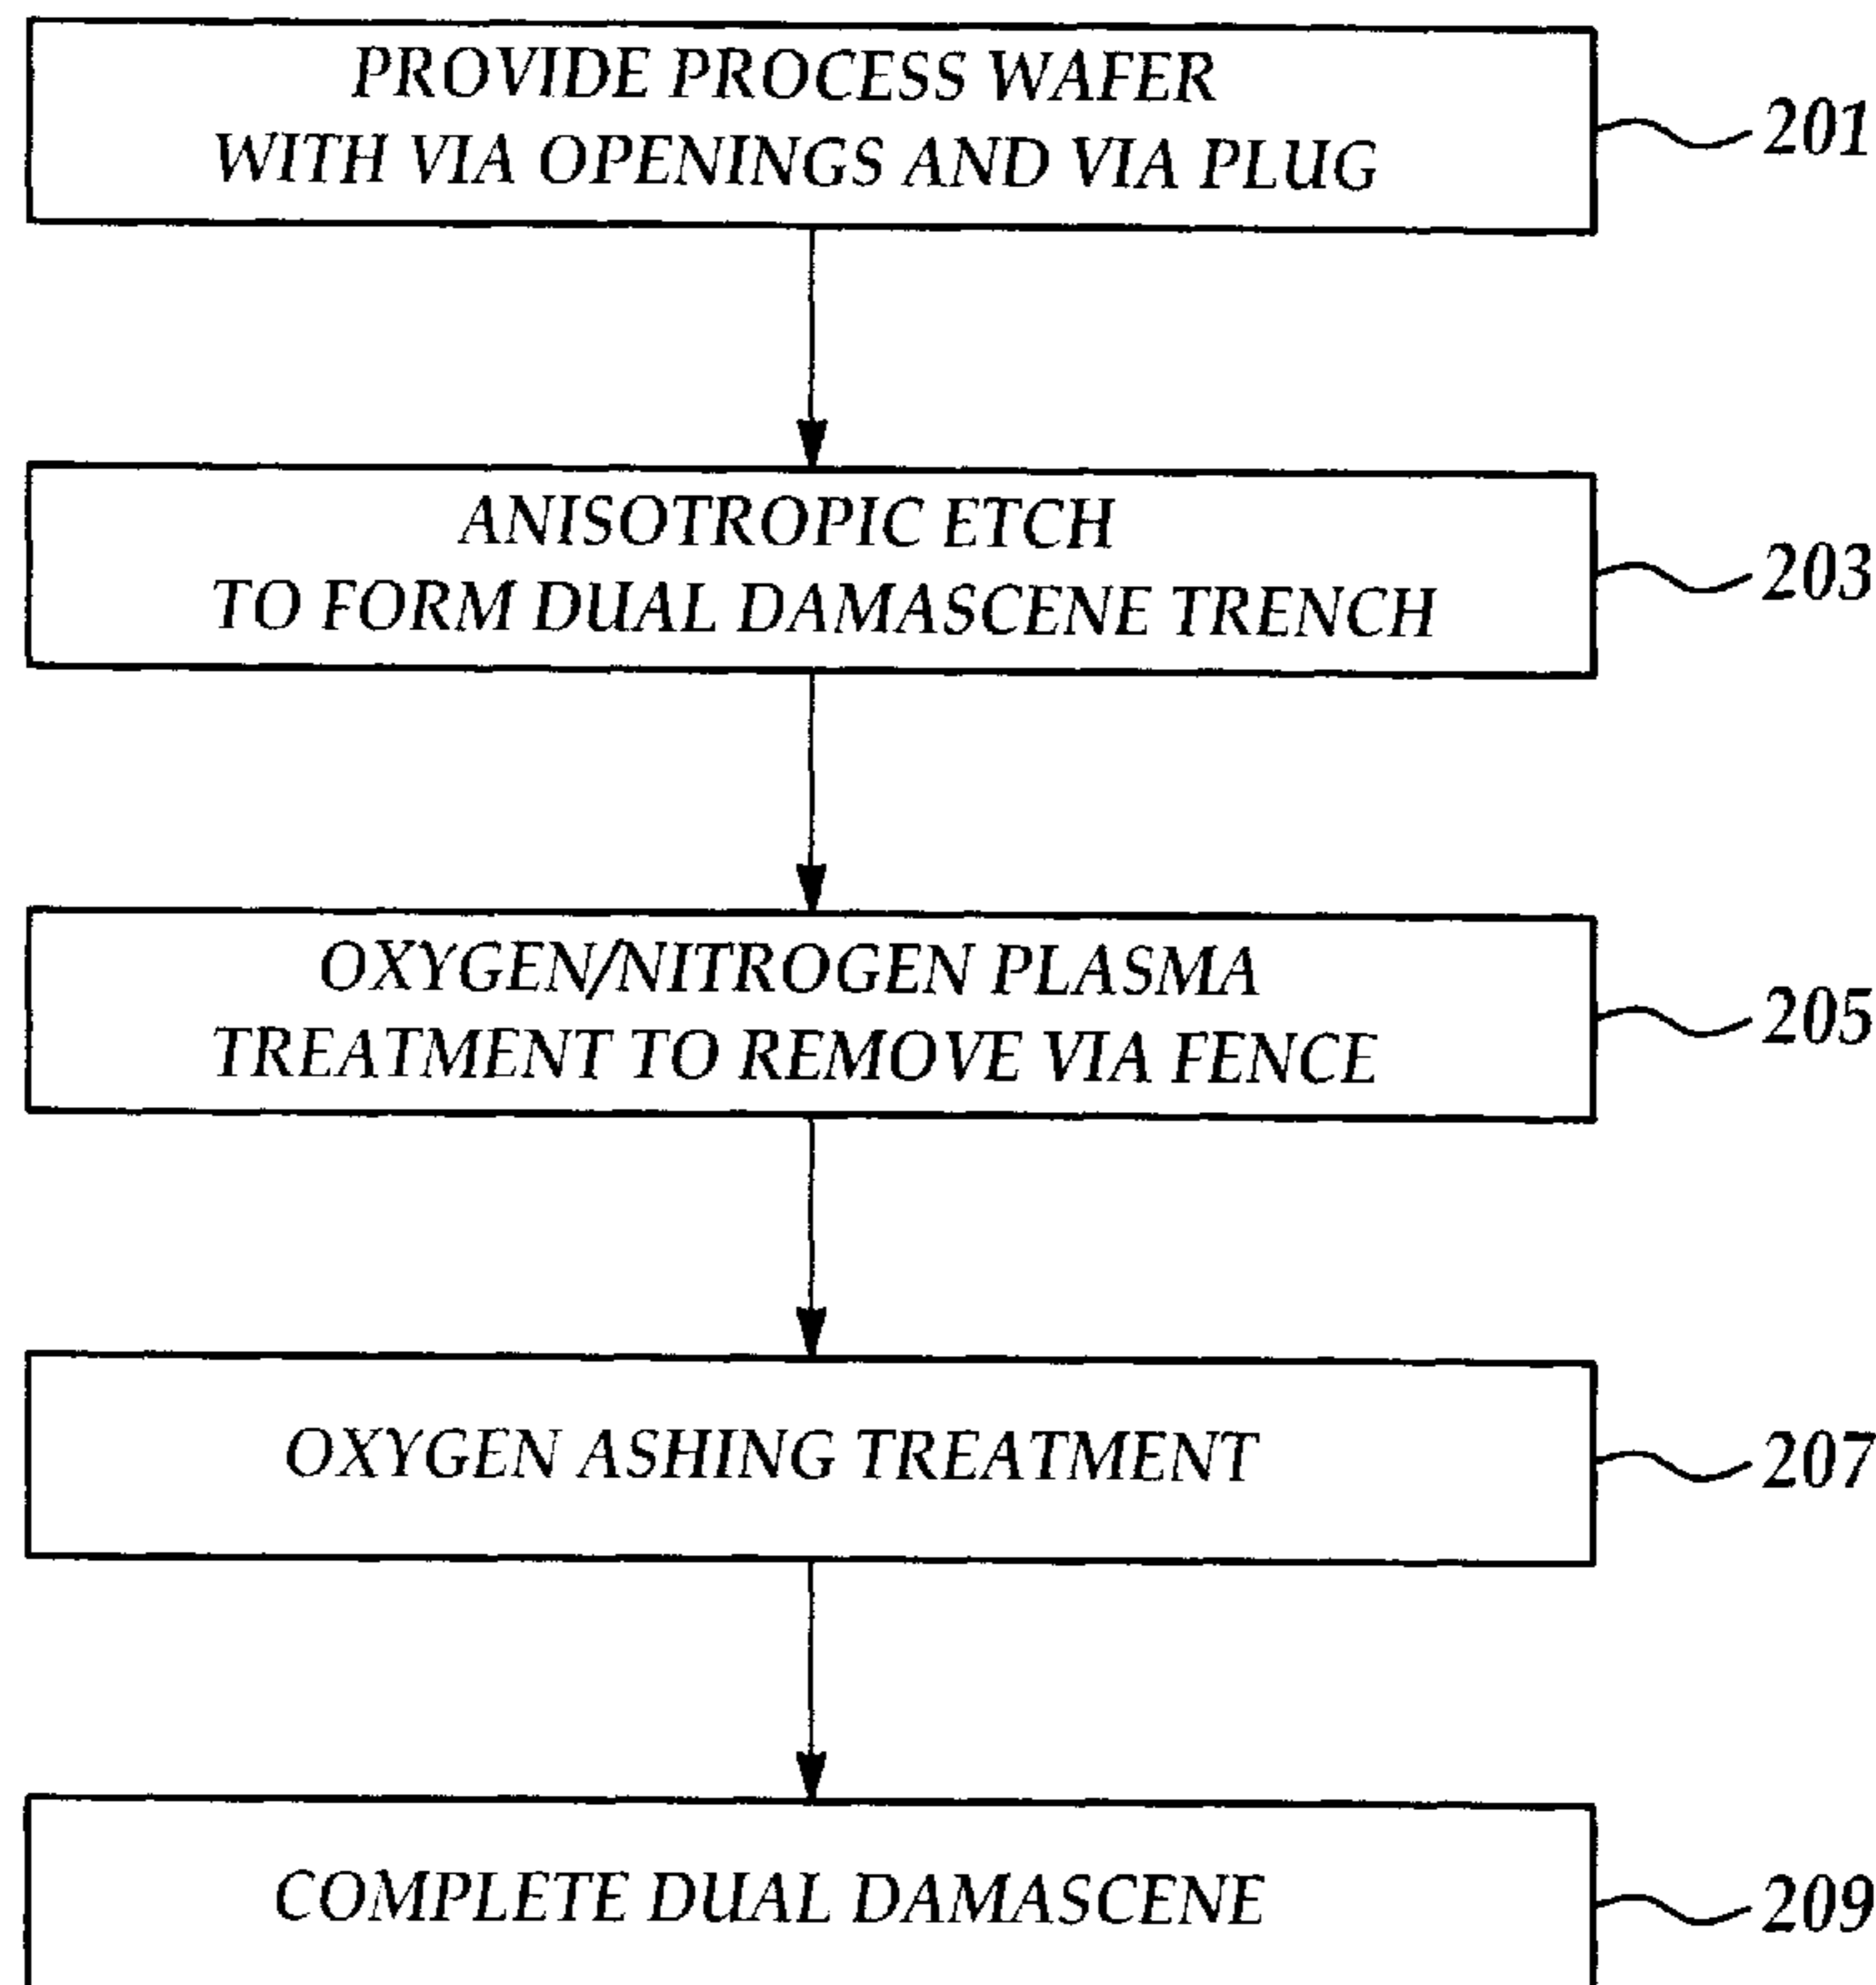 PROVIDE PROCESS WAFER
WITH VIA OPENINGS AND VIA PLUG
201
ANISOTROPIC ETCH
TO FORM DUAL DAMASCENE TRENCH
203
OXYGEN/NITROGEN PLASMA
TREATMENT TO REMOVE VIA FENCE
205
OXYGEN ASHING TREATMENT
207
COMPLETE DUAL DAMASCENE
209